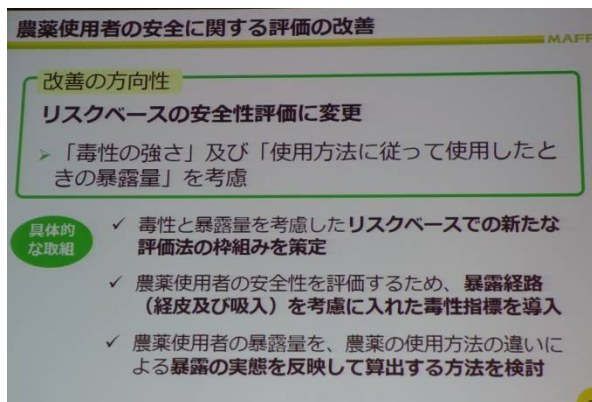 農薬使用者の安全に関する評価の改善
MAFF
改善の方向性
リスクベースの安全性評価に変更
➢ 「毒性の強さ」及び「使用方法に従って使用したと
きの暴露量」を考慮
具体的
な取組
✓ 毒性と暴露量を考慮したリスクベースでの新たな
評価法の枠組みを策定
✓ 農薬使用者の安全性を評価するため、暴露経路
（経皮及び吸入）を考慮に入れた毒性指標を導入
✓ 農薬使用者の暴露量を、農薬の使用方法の違いに
よる暴露の実態を反映して算出する方法を検討